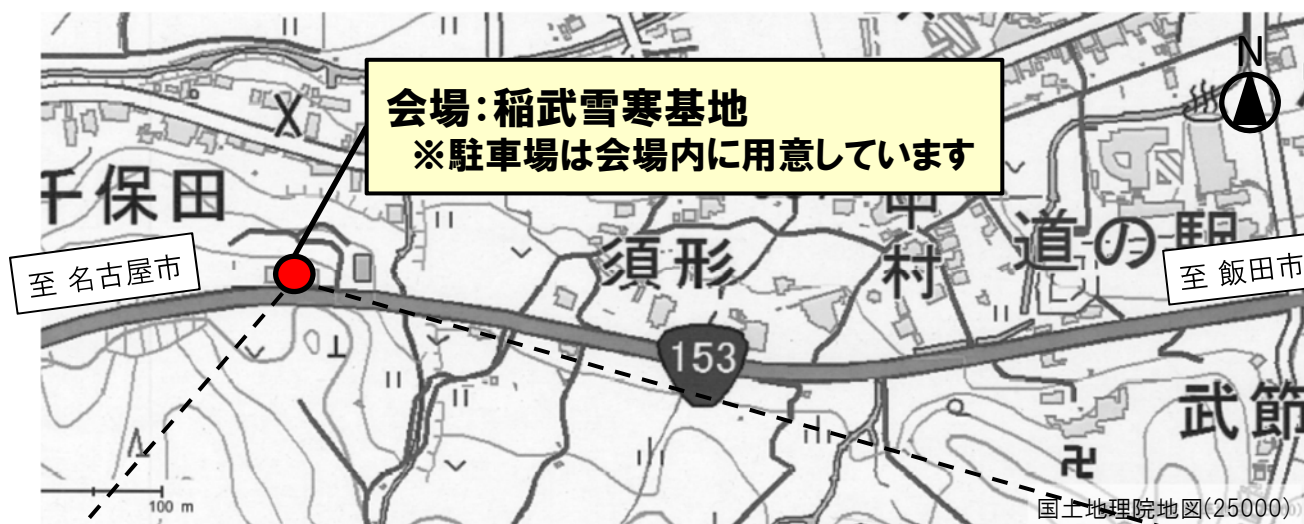 N
会場:稲武雪寒基地
※駐車場は会場内に用意しています
千保田
須形
中村
道の駅
至 名古屋市
至 飯田市
153
武節
100 m
国土地理院地図(25000)